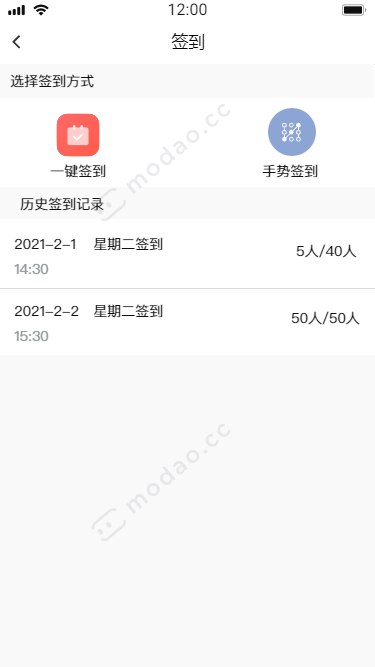 12:00
签到
选择签到方式
一键签到
手势签到
历史签到记录
2021-2-1 星期二签到
5人/40人
14:30
2021-2-2 星期二签到
50人/50人
15:30
modao.cc
modao.cc